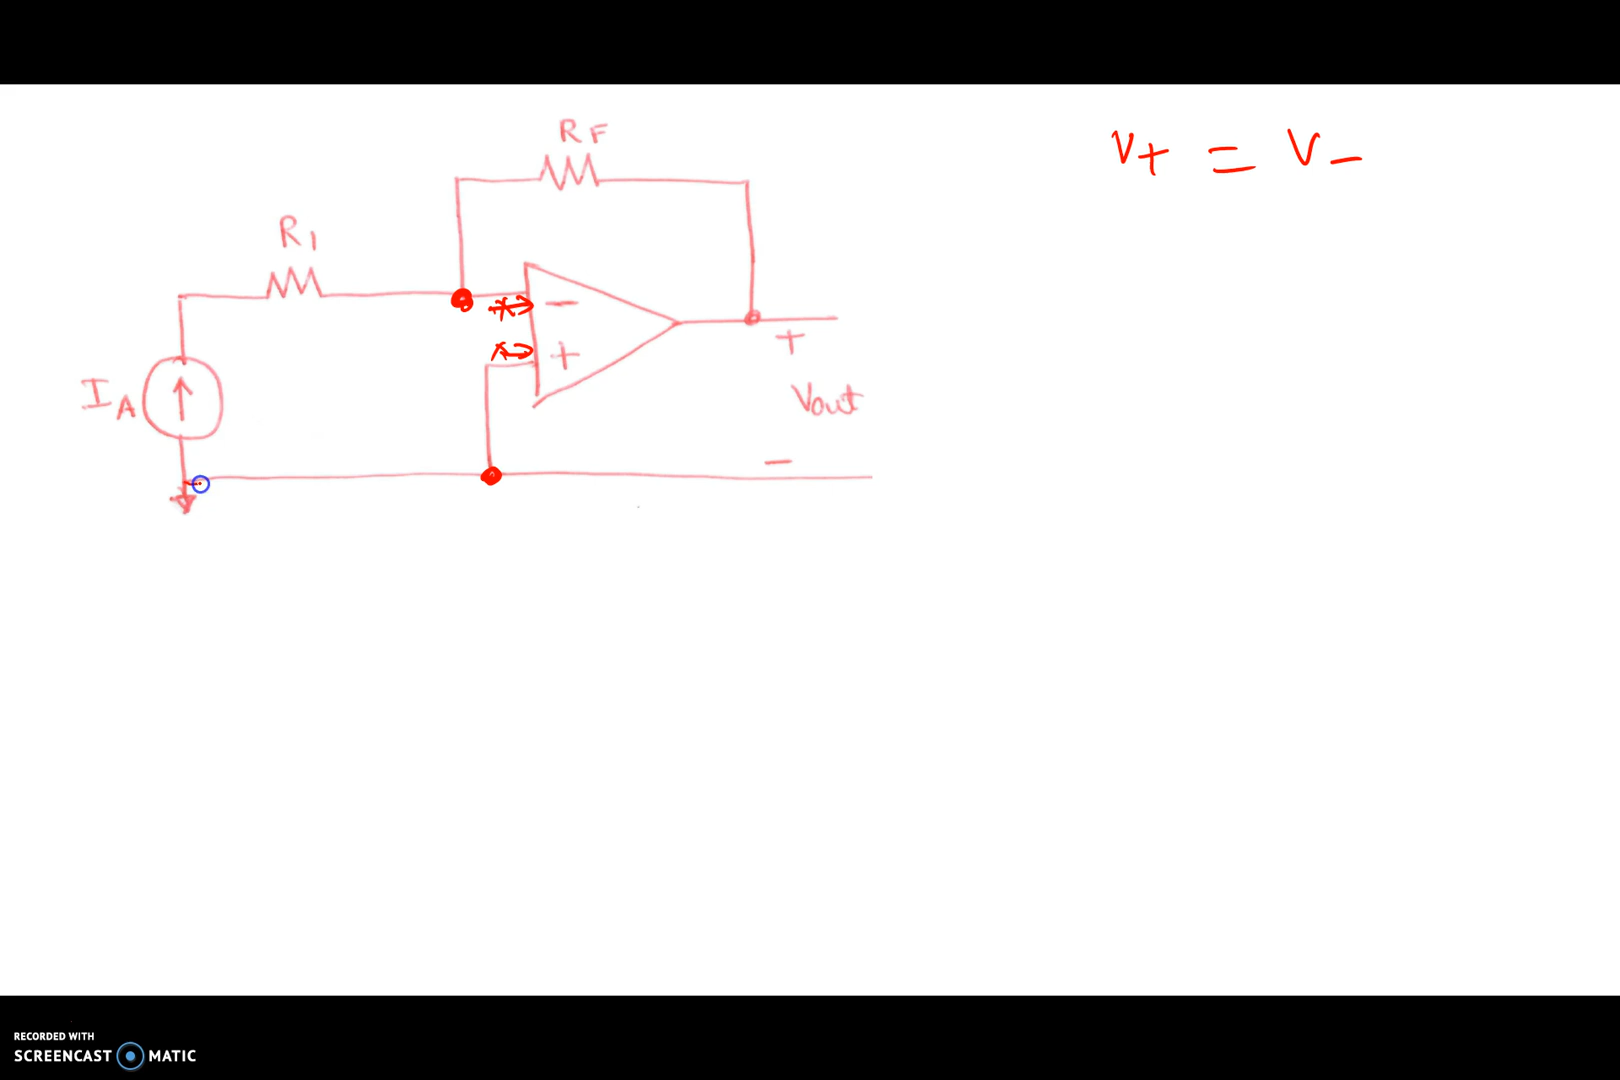 RF
V+ = V-
R1
-
+
IA
+
Vout
-
RECORDED WITH
SCREENCAST MATIC